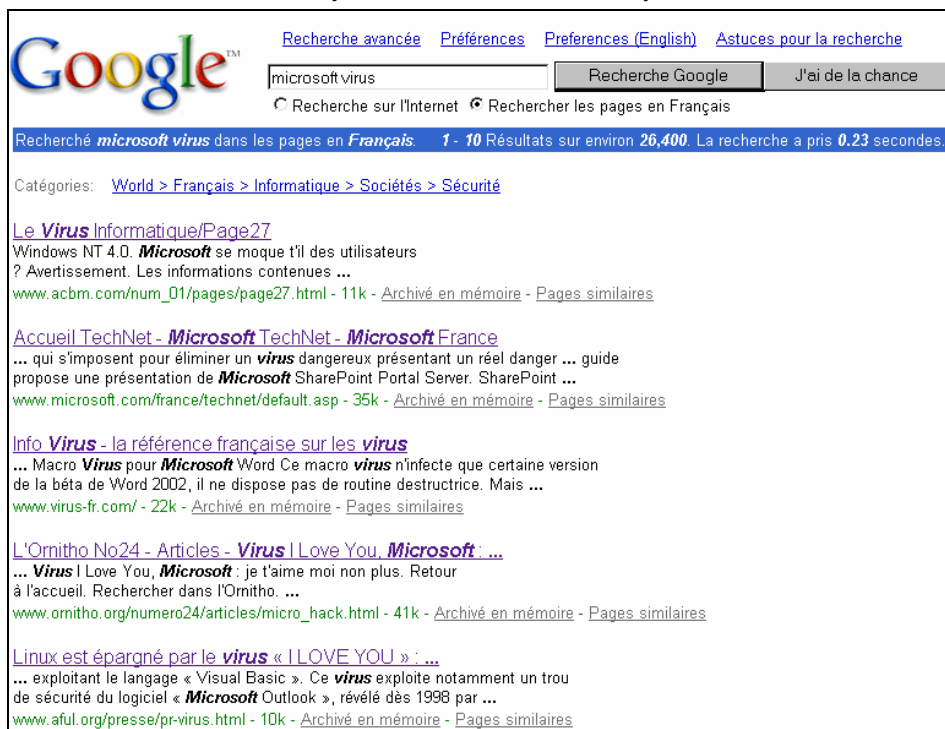 Google™
Recherche avancée Préférences Preferences (English) Astuces pour la recherche
microsoft virus Recherche Google J'ai de la chance
Recherche sur l'Internet Rechercher les pages en Français
Recherché microsoft virus dans les pages en Français. 1 - 10 Résultats sur environ 26,400. La recherche a pris 0.23 secondes.
Catégories: World > Français > Informatique > Sociétés > Sécurité
Le Virus Informatique/Page27
Windows NT 4.0. Microsoft se moque t'il des utilisateurs
? Avertissement. Les informations contenues ...
www.acbm.com/num_01/pages/page27.html - 11k - Archivé en mémoire - Pages similaires
Accueil TechNet - Microsoft TechNet - Microsoft France
... qui s'imposent pour éliminer un virus dangereux présentant un réel danger ... guide
propose une présentation de Microsoft SharePoint Portal Server. SharePoint ...
www.microsoft.com/france/technet/default.asp - 35k - Archivé en mémoire - Pages similaires
Info Virus - la référence française sur les virus
... Macro Virus pour Microsoft Word Ce macro virus n'infecte que certaine version
de la béta de Word 2002, il ne dispose pas de routine destructrice. Mais ...
www.virus-fr.com/ - 22k - Archivé en mémoire - Pages similaires
L'Ornitho No24 - Articles - Virus I Love You, Microsoft : ...
... Virus I Love You, Microsoft : je t'aime moi non plus. Retour
à l'accueil. Rechercher dans l'Ornitho. ...
www.ornitho.org/numero24/articles/micro_hack.html - 41k - Archivé en mémoire - Pages similaires
Linux est épargné par le virus « I LOVE YOU » : ...
... exploitant le langage « Visual Basic ». Ce virus exploite notamment un trou
de sécurité du logiciel « Microsoft Outlook », révélé dès 1998 par ...
www.aful.org/presse/pr-virus.html - 10k - Archivé en mémoire - Pages similaires